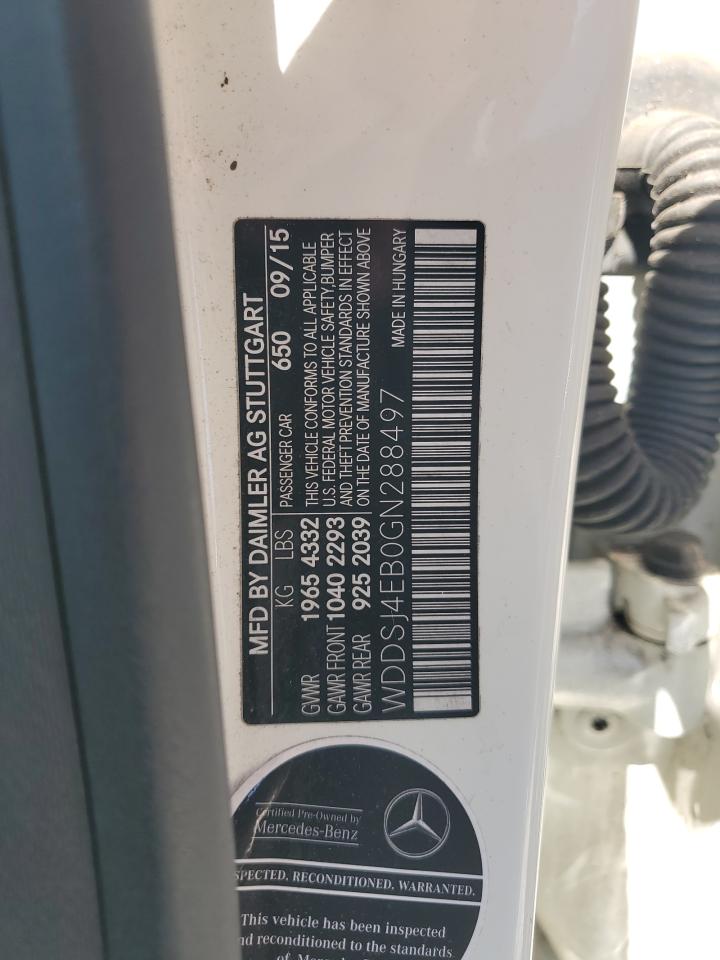 MFD BY DAIMLER AG STUTTGART
KG LBS PASSENGER CAR 650 09/15
GVWR 1965 4332 THIS VEHICLE CONFORMS TO ALL APPLICABLE
GAWR FRONT 1040 2293 U.S. FEDERAL MOTOR VEHICLE SAFETY,BUMPER
AND THEFT PREVENTION STANDARDS IN EFFECT
GAWR REAR 925 2039 ON THE DATE OF MANUFACTURE SHOWN ABOVE
WDDSJ4EB0GN288497 MADE IN HUNGARY
Certified Pre-Owned by
Mercedes-Benz
SPECTED. RECONDITIONED. WARRANTED.
This vehicle has been inspected
nd reconditioned to the standards
of